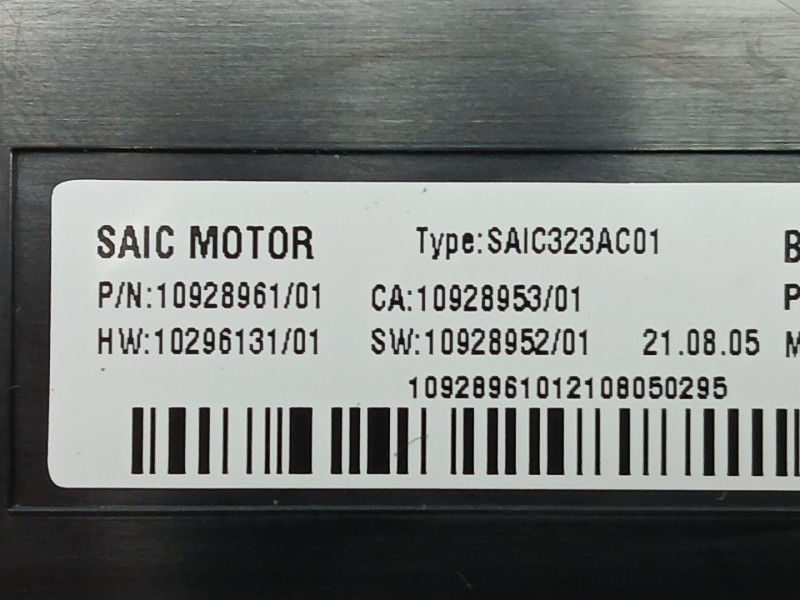 SAIC MOTOR Type:SAIC323AC01 B
P/N:10928961/01 CA:10928953/01 P
HW:10296131/01 SW:10928952/01 21.08.05 M
10928961012108050295